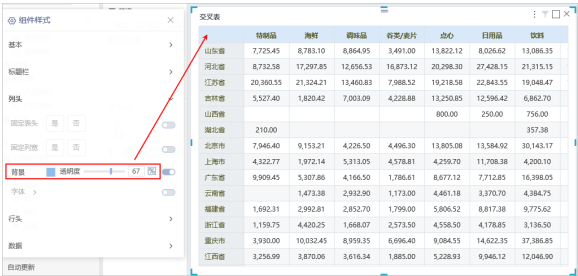 组件样式
基本
标题栏
列头
固定表头 是 否
固定列宽 是 否
背景 透明度 67
字体
行头
数据
自动更新
交叉表
特制品 海鲜 调味品 谷类/麦片 点心 日用品 饮料
山东省 7,725.45 8,783.10 8,864.95 3,491.00 13,822.12 8,026.62 13,086.35
河北省 8,732.58 17,297.85 12,656.53 16,873.12 20,298.30 27,428.15 21,315.15
江苏省 20,360.55 21,324.21 13,460.83 7,988.52 19,218.58 22,843.55 19,048.47
吉林省 5,527.40 1,820.42 7,003.09 4,228.88 13,250.85 12,596.42 6,862.70
山西省 800.00 250.00 756.00
湖北省 210.00 357.38
北京市 7,946.40 9,153.21 4,226.50 4,496.30 13,805.08 13,584.92 30,143.17
上海市 4,322.77 1,972.14 5,313.05 4,578.81 4,259.70 11,708.38 4,200.10
广东省 9,909.45 5,307.86 4,166.50 1,786.61 8,677.12 7,712.85 16,398.05
云南省 1,473.38 2,932.90 1,173.00 4,461.18 3,370.70 4,384.75
福建省 1,692.31 2,992.81 2,852.70 1,799.00 5,806.52 8,817.38 9,775.62
浙江省 1,159.75 4,420.25 1,668.07 2,573.50 4,558.50 4,178.85 3,136.50
重庆市 3,930.00 10,032.45 8,959.35 6,696.40 9,084.55 14,622.35 37,386.85
江西省 3,256.99 3,870.06 3,616.34 1,885.00 5,228.93 9,946.12 12,046.90